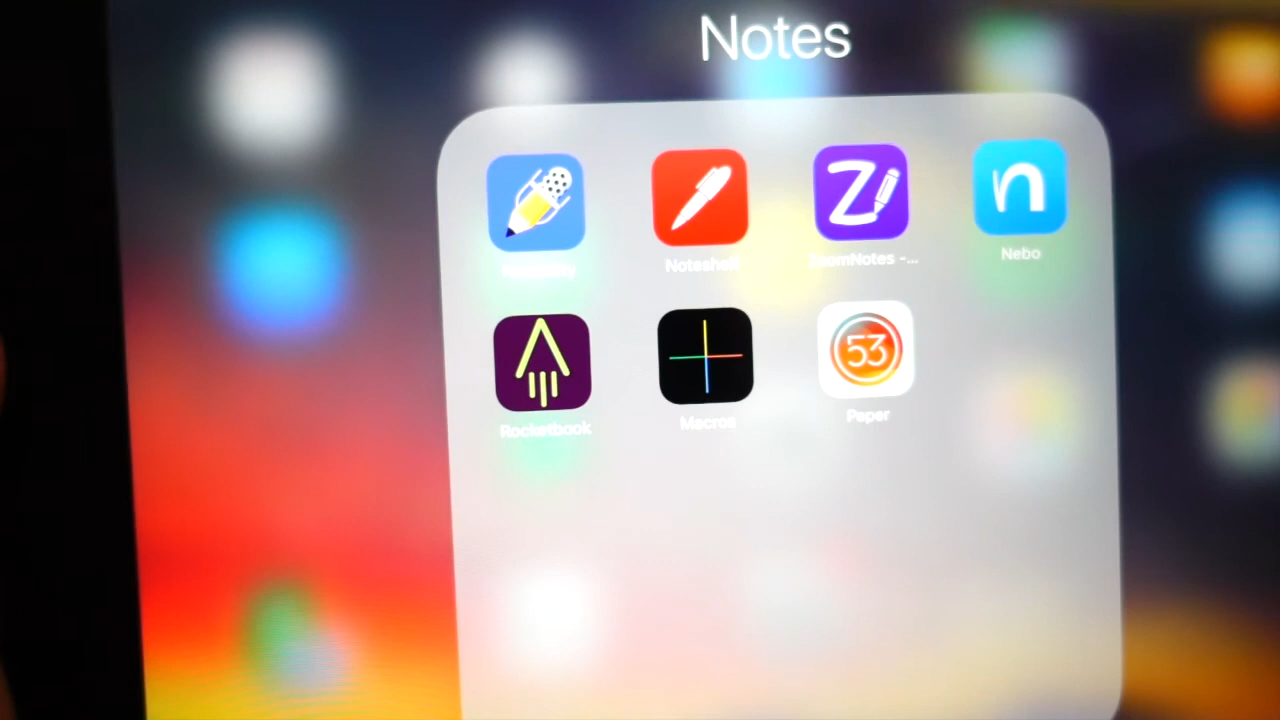 Notes
Noteshelf
ZoomNotes -...
Nebo
Rocketbook
Macros
53
Paper